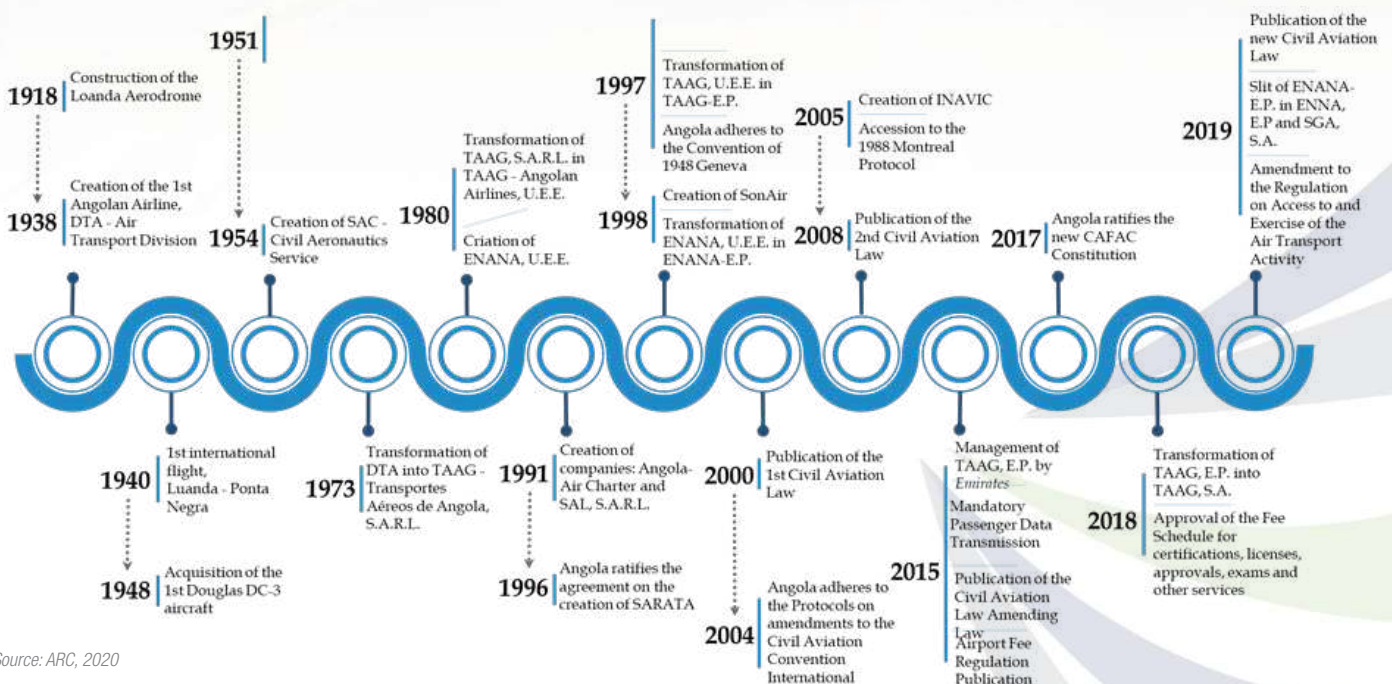 1918
Construction of the
Loanda Aerodrome
1938
Creation of the 1st
Angolan Airline,
DTA - Air
Transport Division
1951
1954
Creation of SAC -
Civil Aeronautics
Service
1980
Transformation of
TAAG, S.A.R.L. in
TAAG - Angolan
Airlines, U.E.E.
Criation of
ENANA, U.E.E.
1997
Transformation of
TAAG, U.E.E. in
TAAG-E.P.
Angola adheres to
the Convention of
1948 Geneva
1998
Creation of SonAir
Transformation of
ENANA, U.E.E. in
ENANA-E.P.
2005
Creation of INAVIC
Accession to the
1988 Montreal
Protocol
2008
Publication of the
2nd Civil Aviation
Law
2017
Angola ratifies the
new CAFAC
Constitution
2019
Publication of the
new Civil Aviation
Law
Slit of ENANA-
E.P. in ENNA,
E.P and SGA,
S.A.
Amendment to
the Regulation
on Access to and
Exercise of the
Air Transport
Activity
1940
1st international
flight,
Luanda - Ponta
Negra
1948
Acquisition of the
1st Douglas DC-3
aircraft
1973
Transformation of
DTA into TAAG -
Transportes
Aéreos de Angola,
S.A.R.L.
1991
Creation of
companies: Angola-
Air Charter and
SAL, S.A.R.L.
1996
Angola ratifies the
agreement on the
creation of SARATA
2000
Publication of the
1st Civil Aviation
Law
2004
Angola adheres to
the Protocols on
amendments to the
Civil Aviation
Convention
International
2015
Management of
TAAG, E.P. by
Emirates
Mandatory
Passenger Data
Transmission
Publication of the
Civil Aviation
Law Amending
Law
Airport Fee
Regulation
Publication
2018
Transformation of
TAAG, E.P. into
TAAG, S.A.
Approval of the Fee
Schedule for
certifications, licenses,
approvals, exams and
other services
Source: ARC, 2020